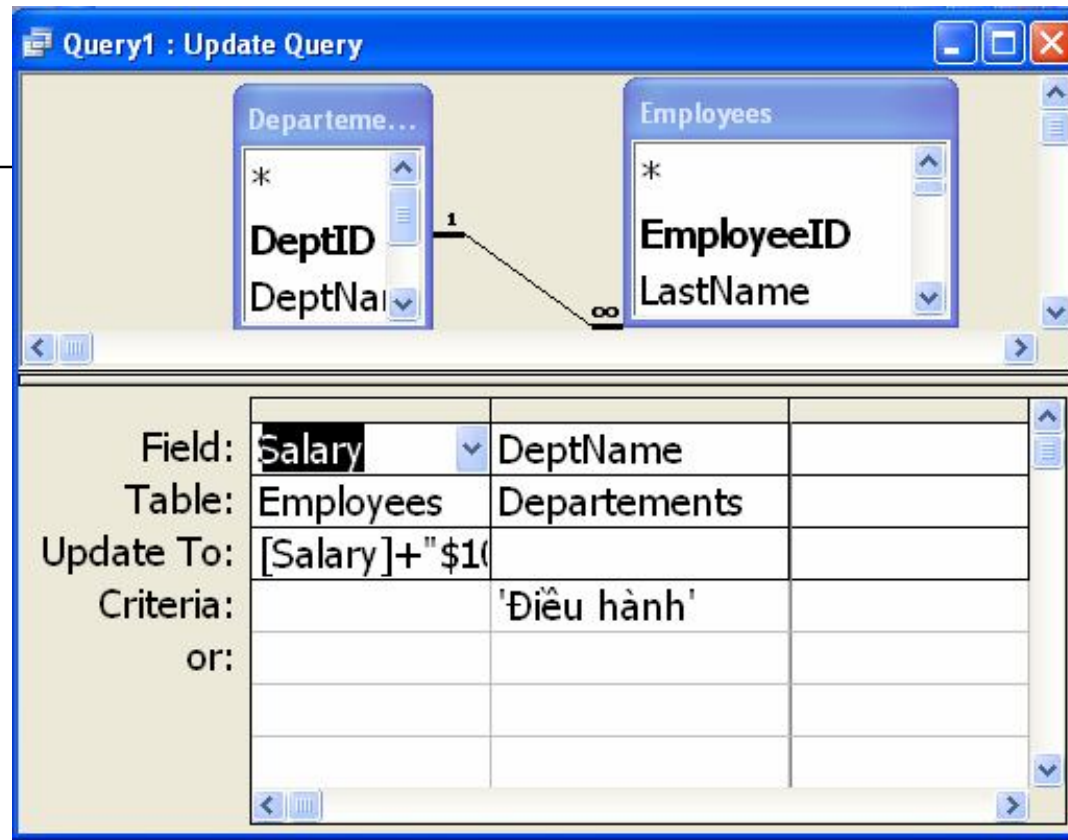 Query1 : Update Query
Departeme...
*
DeptID
DeptNa
1
∞
Employees
*
EmployeeID
LastName
Field: Salary DeptName
Table: Employees Departements
Update To: [Salary]+"$10
Criteria: 'Điều hành'
or: